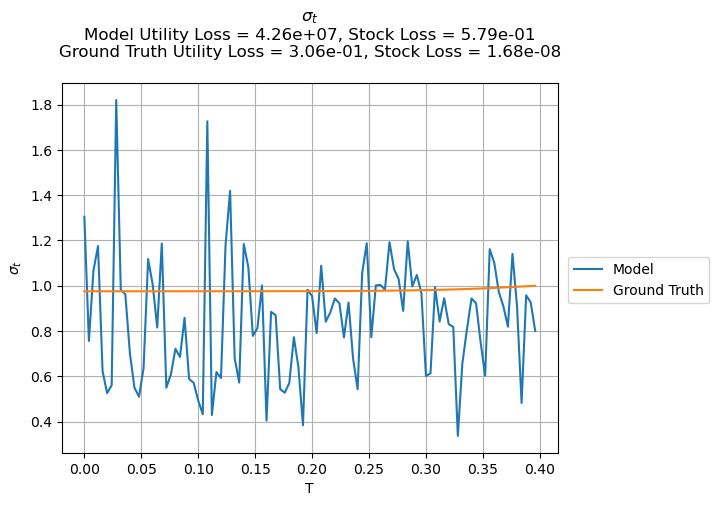 σₜ
Model Utility Loss = 4.26e+07, Stock Loss = 5.79e-01
Ground Truth Utility Loss = 3.06e-01, Stock Loss = 1.68e-08
1.8
1.6
1.4
1.2
1.0
0.8
0.6
0.4
σₜ
0.00 0.05 0.10 0.15 0.20 0.25 0.30 0.35 0.40
T
Model
Ground Truth